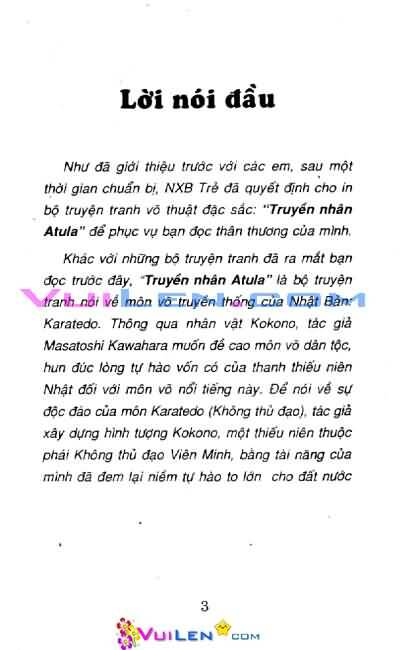 Lời nói đầu
Như đã giới thiệu trước với các em, sau một
thời gian chuẩn bị, NXB Trẻ đã quyết định cho in
bộ truyện tranh võ thuật đặc sắc: "Truyền nhân
Atula" để phục vụ bạn đọc thân thương của mình.
Khác với những bộ truyện tranh đã ra mắt bạn
đọc trước đây, "Truyền nhân Atula" là bộ truyện
VUILEN.COM
tranh nói về môn võ truyền thống của Nhật Bản:
Karatedo. Thông qua nhân vật Kokono, tác giả
Masatoshi Kawahara muốn đề cao môn võ dân tộc,
hun đúc lòng tự hào vốn có của thanh thiếu niên
Nhật đối với môn võ nổi tiếng này. Để nói về sự
độc đào của môn Karatedo (Không thủ đạo), tác giả
xây dựng hình tượng Kokono, một thiếu niên thuộc
phái Không thủ đạo Viên Minh, bằng tài năng của
mình đã đem lại niềm tự hào to lớn cho đất nước
3
VUILEN.COM